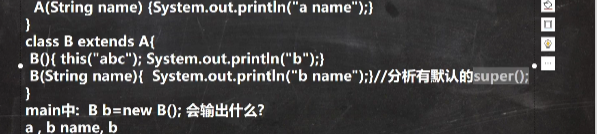 A(String name) {System.out.println("a name");}
}
class B extends A{
B(){ this("abc"); System.out.println("b");}
B(String name){  System.out.println("b name");}//分析有默认的super();
}
main中:  B b=new B(); 会输出什么?
a , b name, b